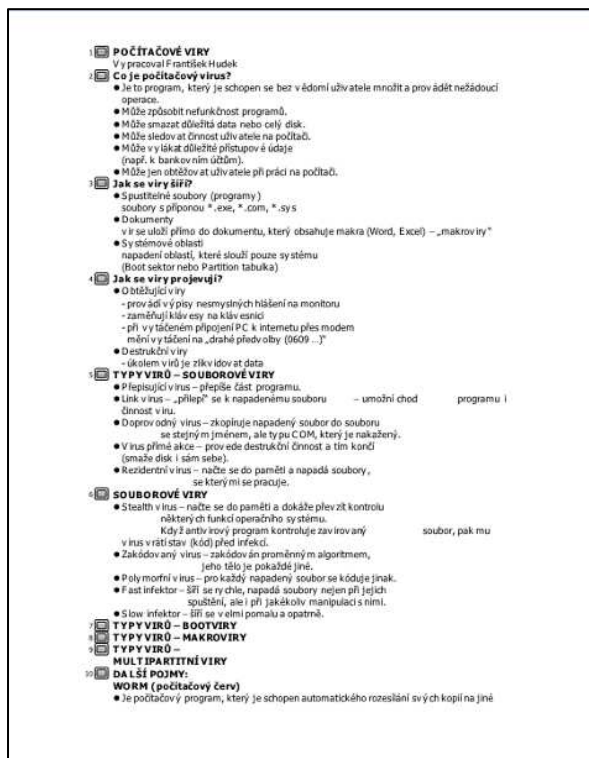 1 POČÍTAČOVÉ VIRY
Vypracoval František Hudek
2 Co je počítačový virus?
● Je to program, který je schopen se bez vědomí uživatele množit a provádět nežádoucí
operace.
● Může způsobit nefunkčnost programů.
● Může smazat důležitá data nebo celý disk.
● Může sledovat činnost uživatele na počítači.
● Může vylákat důležité přístupové údaje
(např. k bankovním účtům).
● Může jen obtěžovat uživatele při práci na počítači.
3 Jak se viry šíří?
● Spustitelné soubory (programy)
soubory s příponou *.exe, *.com, *.sys
● Dokumenty
vir se uloží přímo do dokumentu, který obsahuje makra (Word, Excel) – „makroviry“
● Systémové oblasti
napadení oblastí, které slouží pouze systému
(Boot sektor nebo Partition tabulka)
4 Jak se viry projevují?
● Obtěžující viry
- provádí výpisy nesmyslných hlášení na monitoru
- zaměňují klávesy na klávesnici
- při vytáčeném připojení PC k internetu přes modem
mění vytáčení na „drahé předvolby (0609 ...)“
● Destrukční viry
- úkolem virů je zlikvidovat data
5 TYPY VIRŮ – SOUBOROVÉ VIRY
● Přepisující virus – přepíše část programu.
● Link virus – „přilepí“ se k napadenému souboru – umožní chod programu i
činnost viru.
● Doprovodný virus – zkopíruje napadený soubor do souboru
se stejným jménem, ale typu COM, který je nakažený.
● Virus přímé akce – provede destrukční činnost a tím končí
(smaže disk i sám sebe).
● Rezidentní virus – načte se do paměti a napadá soubory,
se kterými se pracuje.
6 SOUBOROVÉ VIRY
● Stealth virus – načte se do paměti a dokáže převzít kontrolu
některých funkcí operačního systému.
Když antivirový program kontroluje zavirovaný soubor, pak mu
virus vrátí stav (kód) před infekcí.
● Zakódovaný virus – zakódován proměnným algoritmem,
jeho tělo je pokaždé jiné.
● Polymorfní virus – pro každý napadený soubor se kóduje jinak.
● Fast infektor – šíří se rychle, napadá soubory nejen při jejich
spuštění, ale i při jakékoliv manipulaci s nimi.
● Slow infektor – šíří se velmi pomalu a opatrně.
7 TYPY VIRŮ – BOOTVIRY
8 TYPY VIRŮ – MAKROVIRY
9 TYPY VIRŮ –
MULTIPARTITNÍ VIRY
10 DALŠÍ POJMY:
WORM (počítačový červ)
● Je počítačový program, který je schopen automatického rozesílání svých kopií na jiné